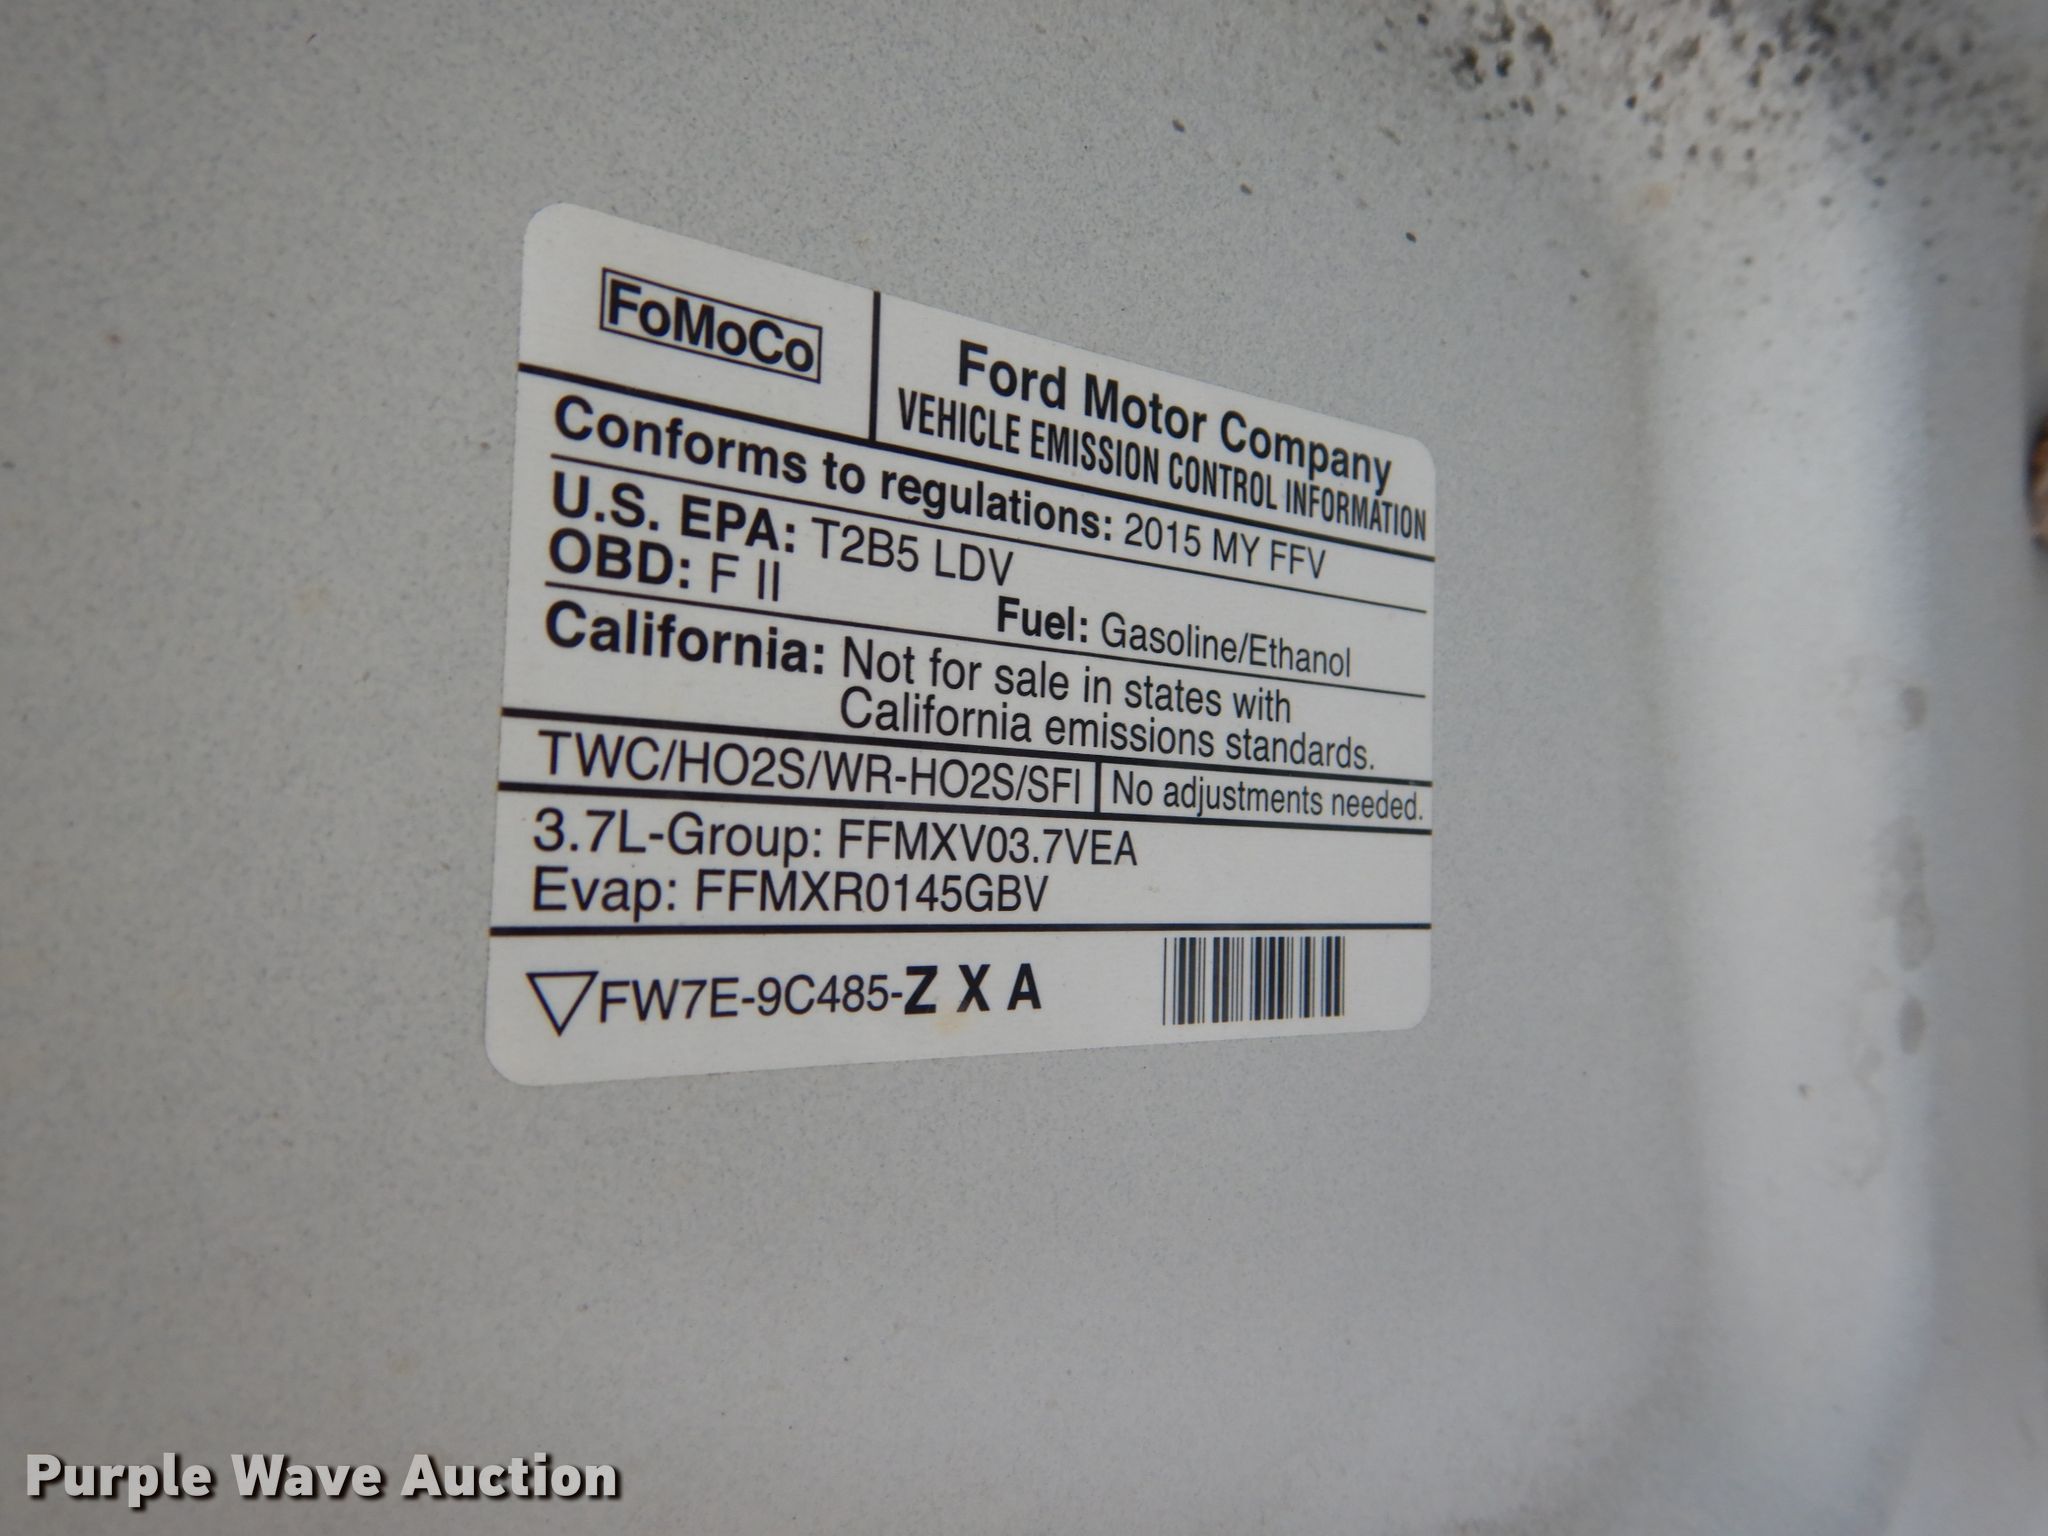 FoMoCo
Ford Motor Company
VEHICLE EMISSION CONTROL INFORMATION
Conforms to regulations: 2015 MY FFV
U.S. EPA: T2B5 LDV
OBD: F II
Fuel: Gasoline/Ethanol
California: Not for sale in states with
California emissions standards.
TWC/HO2S/WR-HO2S/SFI
No adjustments needed.
3.7L-Group: FFMXV03.7VEA
Evap: FFMXR0145GBV
FW7E-9C485-Z X A
Purple Wave Auction